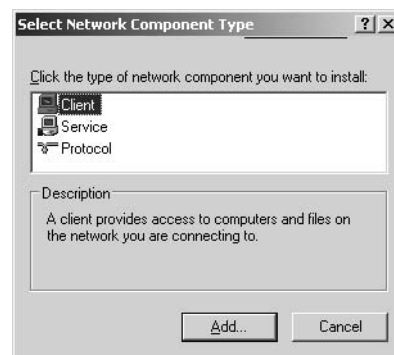 Select Network Component Type
? ×
Click the type of network component you want to install:
Client
Service
Protocol
Description
A client provides access to computers and files on
the network you are connecting to.
Add... Cancel